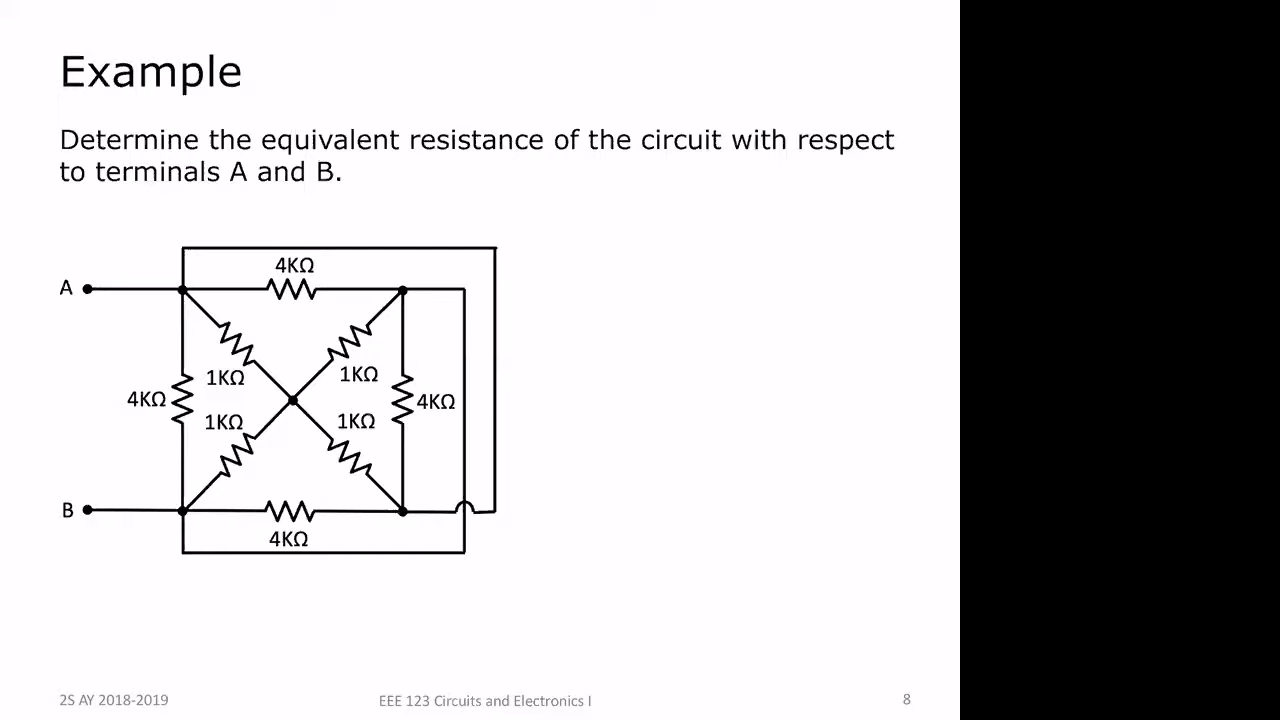 Example
Determine the equivalent resistance of the circuit with respect
to terminals A and B.
4KΩ
A
1KΩ
1KΩ
4KΩ
4KΩ
1KΩ
1KΩ
B
4KΩ
2S AY 2018-2019
EEE 123 Circuits and Electronics I
8